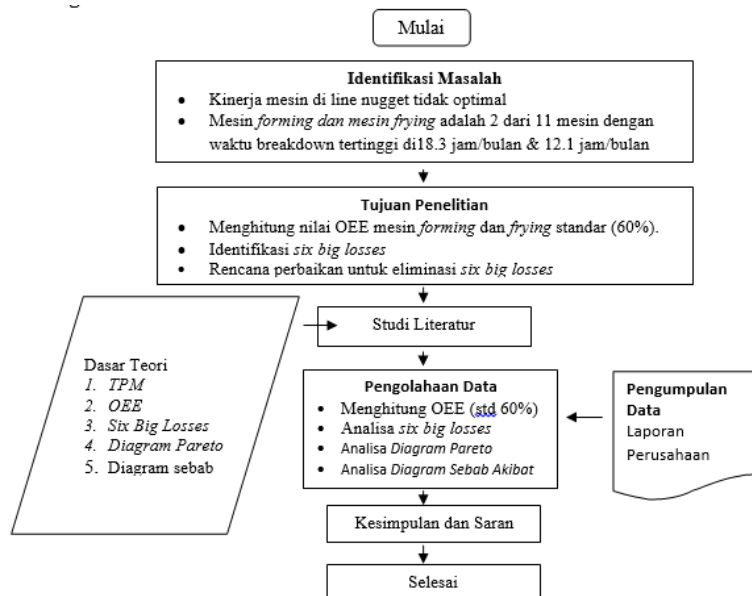 Mulai
Identifikasi Masalah
• Kinerja mesin di line nugget tidak optimal
• Mesin forming dan mesin frying adalah 2 dari 11 mesin dengan
waktu breakdown tertinggi di18.3 jam/bulan & 12.1 jam/bulan
Tujuan Penelitian
• Menghitung nilai OEE mesin forming dan frying standar (60%).
• Identifikasi six big losses
• Rencana perbaikan untuk eliminasi six big losses
Studi Literatur
Dasar Teori
1. TPM
2. OEE
3. Six Big Losses
4. Diagram Pareto
5. Diagram sebab
Pengolahaan Data
• Menghitung OEE (std 60%)
• Analisa six big losses
• Analisa Diagram Pareto
• Analisa Diagram Sebab Akibat
Pengumpulan
Data
Laporan
Perusahaan
Kesimpulan dan Saran
Selesai